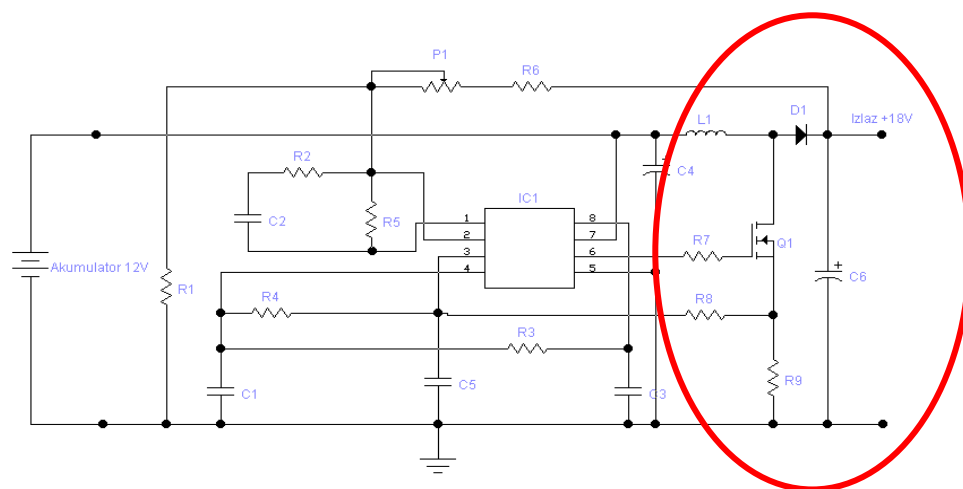 P1
R6
D1
Izlaz +18V
L1
R2
C4
IC1
C2
R5
1
2
3
4
8
7
6
5
R7
Q1
Akumulator 12V
R1
C6
R4
R8
R3
R9
C1
C5
C3